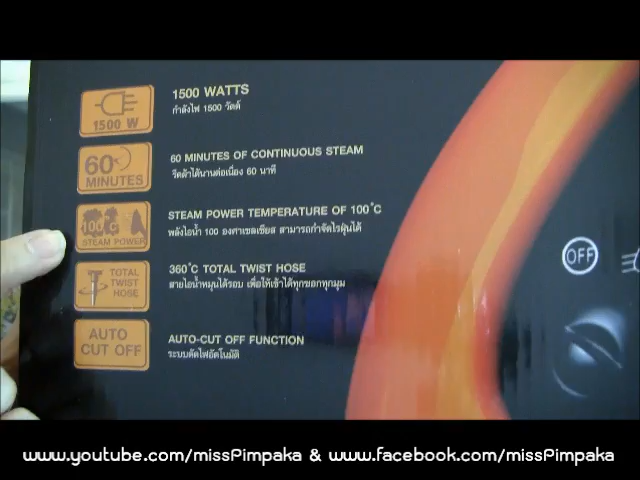 1500 W
1500 WATTS
กำลังไฟ 1500 วัตต์
60 MINUTES
60 MINUTES OF CONTINUOUS STEAM
รีดผ้าได้นานต่อเนื่อง 60 นาที
100°C
STEAM POWER
STEAM POWER TEMPERATURE OF 100°C
พลังไอน้ำ 100 องศาเซลเซียส สามารถกำจัดไรฝุ่นได้
TOTAL
TWIST
HOSE
360°C TOTAL TWIST HOSE
สายไอน้ำหมุนได้รอบ เพื่อให้เข้าได้ทุกซอกทุกมุม
AUTO
CUT OFF
AUTO-CUT OFF FUNCTION
ระบบตัดไฟอัตโนมัติ
OFF
www.youtube.com/missPimpaka & www.facebook.com/missPimpaka